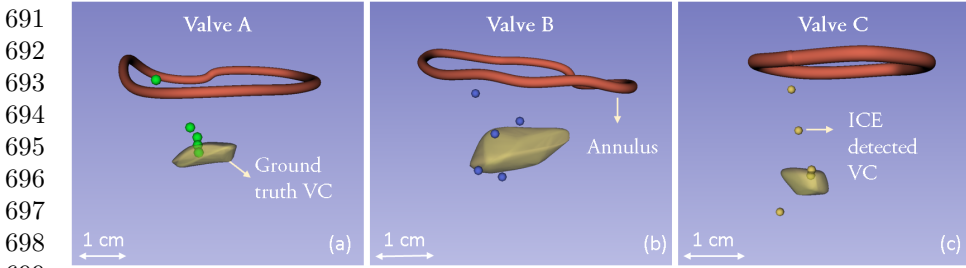 691
692
693
694
695
696
697
698
Valve A
Ground
truth VC
1 cm
(a)
Valve B
Annulus
1 cm
(b)
Valve C
ICE
detected
VC
1 cm
(c)